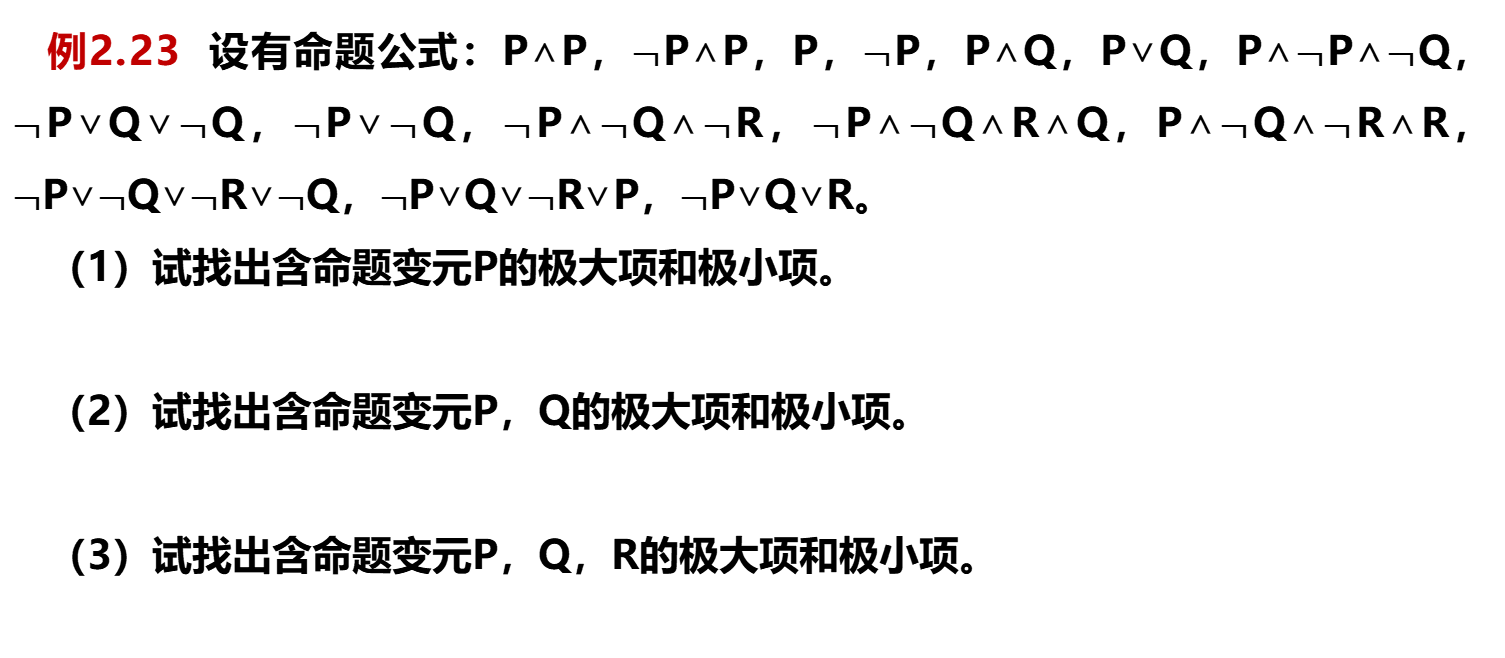 例2.23 设有命题公式：P∧P，¬P∧P，P，¬P，P∧Q，P∨Q，P∧¬P∧¬Q，
¬P∨Q∨¬Q，¬P∨¬Q，¬P∧¬Q∧¬R，¬P∧¬Q∧R∧Q，P∧¬Q∧¬R∧R，
¬P∨¬Q∨¬R∨¬Q，¬P∨Q∨¬R∨P，¬P∨Q∨R。
（1）试找出含命题变元P的极大项和极小项。
（2）试找出含命题变元P，Q的极大项和极小项。
（3）试找出含命题变元P，Q，R的极大项和极小项。